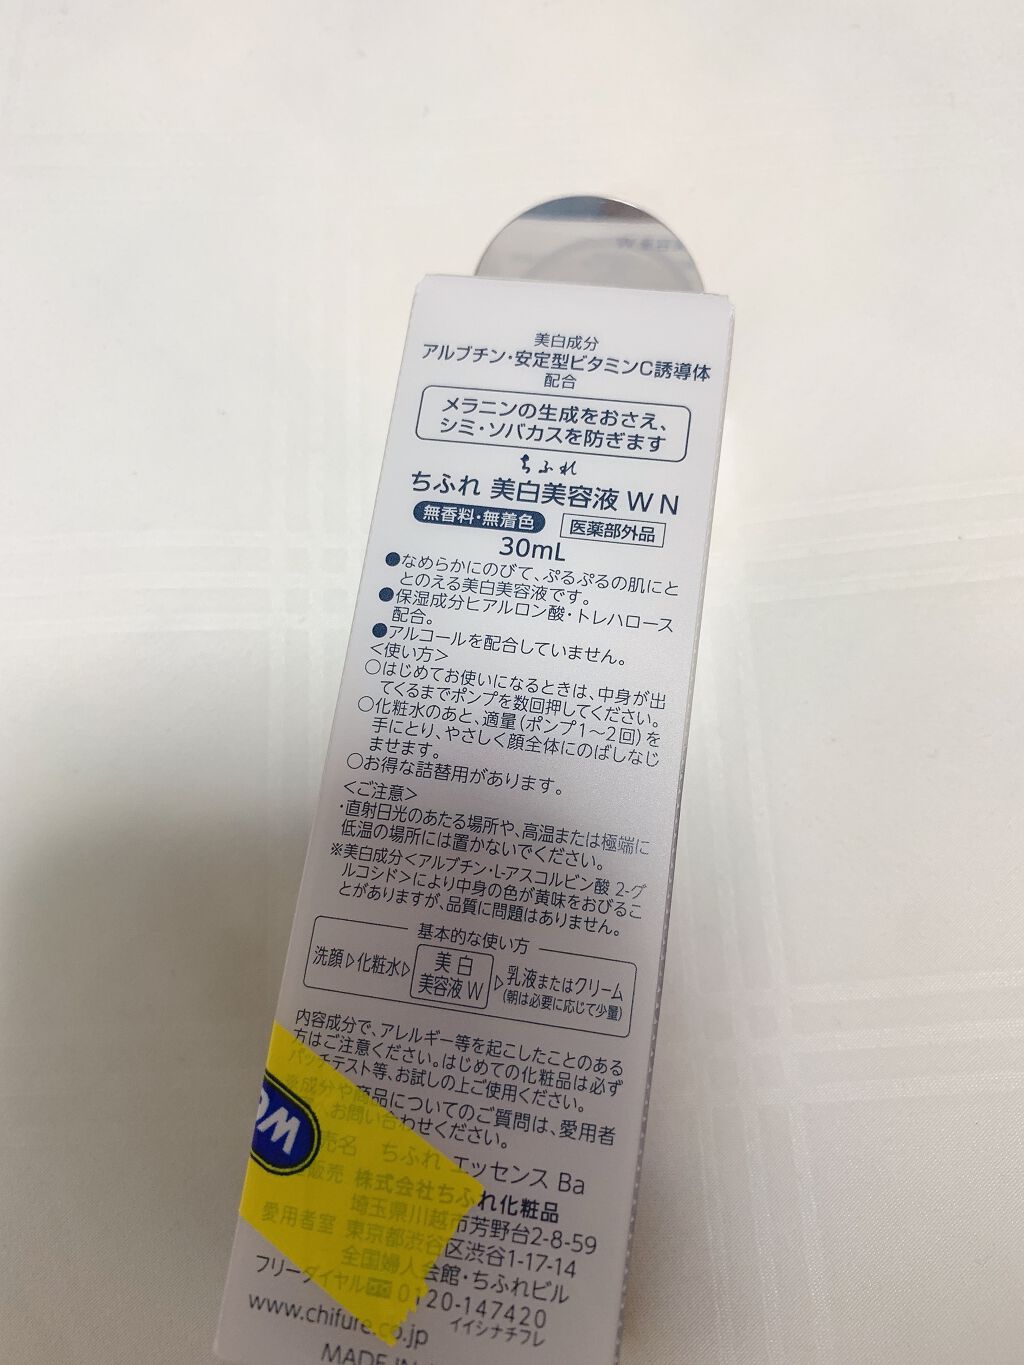 美白成分
アルブチン・安定型ビタミンC誘導体
配合
メラニンの生成をおさえ、
シミ・ソバカスを防ぎます
ちふれ
ちふれ 美白美容液 W N
無香料・無着色 医薬部外品
30mL
●なめらかにのびて、ぷるぷるの肌にと
とのえる美白美容液です。
●保湿成分ヒアルロン酸・トレハロース
配合。
●アルコールを配合していません。
＜使い方＞
○はじめてお使いになるときは、中身が出
てくるまでポンプを数回押してください。
○化粧水のあと、適量(ポンプ1～2回)を
手にとり、やさしく顔全体にのばしなじ
ませます。
○お得な詰替用があります。
＜ご注意＞
・直射日光のあたる場所や、高温または極端に
低温の場所には置かないでください。
※美白成分＜アルブチン・L-アスコルビン酸 2-グ
ルコシド＞により中身の色が黄味をおびるこ
とがありますが、品質に問題はありません。
基本的な使い方
洗顔▷化粧水▷美白美容液 W▷乳液またはクリーム
(朝は必要に応じて少量)
内容成分で、アレルギー等を起こしたことのある
方はご注意ください。はじめての化粧品は必ず
パッチテスト等、お試しの上ご使用ください。
※成分や商品についてのご質問は、愛用者
お問い合わせください。
売名 ちふれ エッセンス Ba
販売 株式会社ちふれ化粧品
埼玉県川越市芳野台2-8-59
愛用者室 東京都渋谷区渋谷1-17-14
全国婦人会館・ちふれビル
フリーダイヤル 0120-147420
イイシナチフレ
www.chifure.co.jp
MADE IN